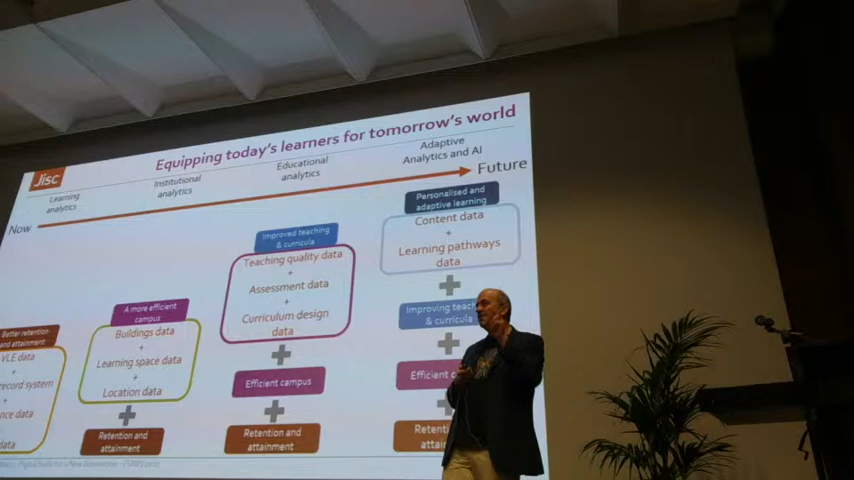 Equipping today's learners for tomorrow's world
Jisc
Learning
analytics
Institutional
analytics
Educational
analytics
Adaptive
Analytics and AI
Now
Future
Better retention
and attainment
VLE data
+
record system
+
data
data
A more efficient
campus
Buildings data
+
Learning space data
+
Location data
Retention and
attainment
Improved teaching
& curricula
Teaching quality data
+
Assessment data
+
Curriculum design
data
Efficient campus
Retention and
attainment
Personalised and
adaptive learning
Content data
+
Learning pathways
data
Improving teach
& curricula
Efficient c
Retenti
attai